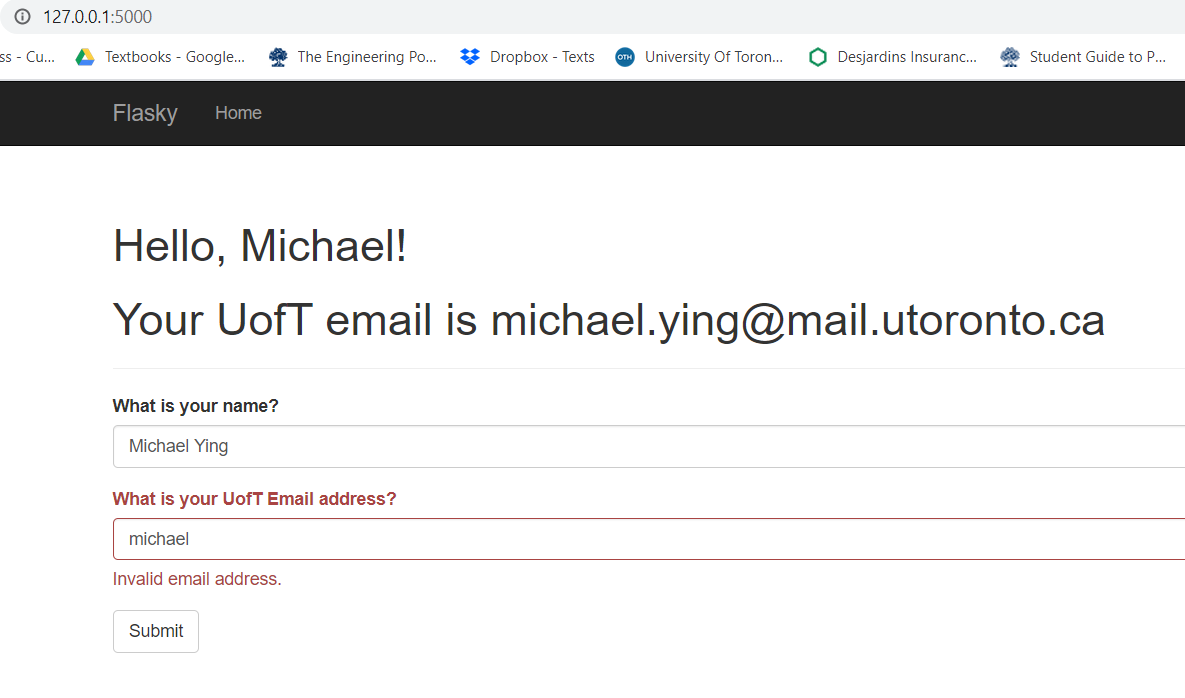 127.0.0.1:5000
ss - Cu... Textbooks - Google... The Engineering Po... Dropbox - Texts OTH University Of Toron... Desjardins Insuranc... Student Guide to P...
Flasky Home
Hello, Michael!
Your UofT email is michael.ying@mail.utoronto.ca
What is your name?
Michael Ying
What is your UofT Email address?
michael
Invalid email address.
Submit